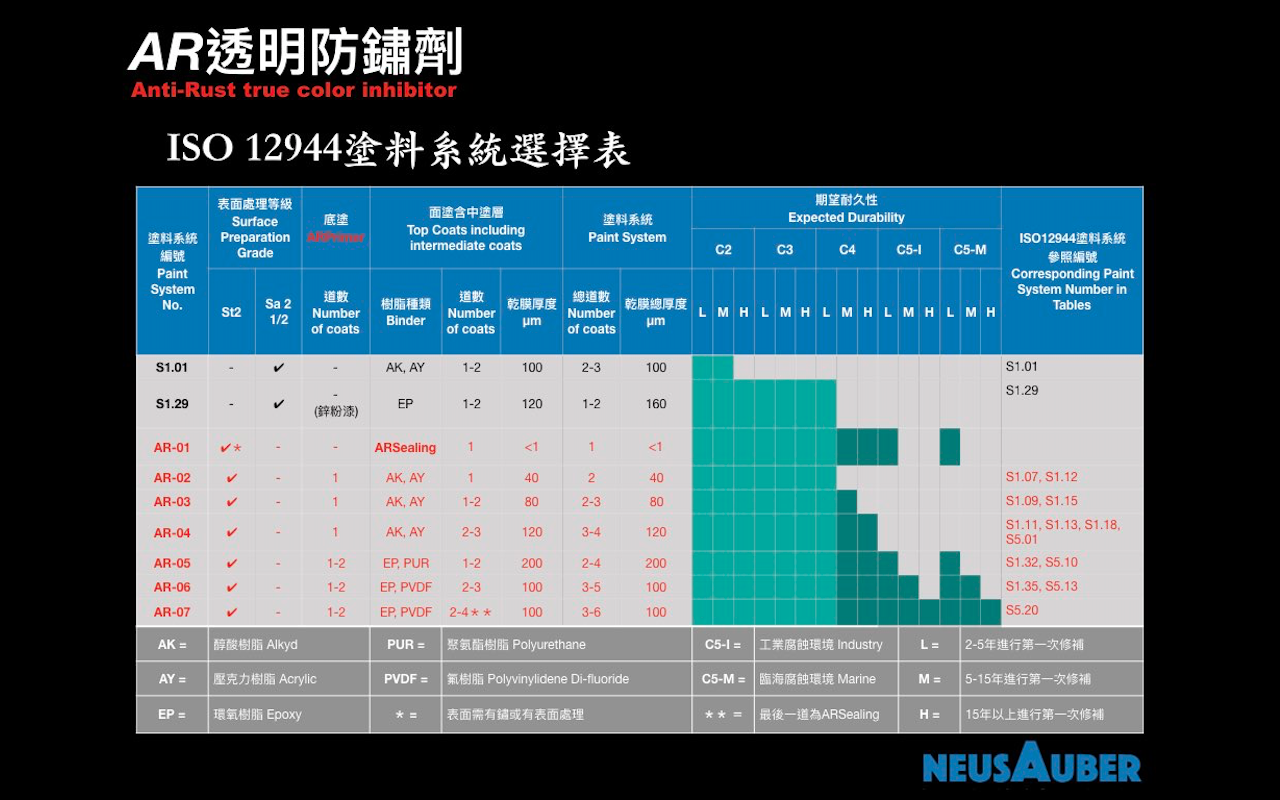 AR透明防鏽劑
Anti-Rust true color inhibitor
ISO 12944塗料系統選擇表
塗料系統
編號
Paint
System
No.
表面處理等級
Surface
Preparation
Grade
底塗
ARPrimer
面塗含中塗層
Top Coats including
intermediate coats
塗料系統
Paint System
期望耐久性
Expected Durability
C2 C3 C4 C5-I C5-M
ISO12944塗料系統
參照編號
Corresponding Paint
System Number in
Tables
St2
Sa 2
1/2
道數
Number
of coats
樹脂種類
Binder
道數
Number
of coats
乾膜厚度
μm
總道數
Number
of coats
乾膜總厚度
μm
L M H L M H L M H L M H L M H
S1.01 - ✔ - AK, AY 1-2 100 2-3 100 S1.01
S1.29 - ✔ - (鋅粉漆) EP 1-2 120 1-2 160 S1.29
AR-01 ✔* - - ARSealing 1 <1 1 <1
AR-02 ✔ - 1 AK, AY 1 40 2 40 S1.07, S1.12
AR-03 ✔ - 1 AK, AY 1-2 80 2-3 80 S1.09, S1.15
AR-04 ✔ - 1 AK, AY 2-3 120 3-4 120 S1.11, S1.13, S1.18,
S5.01
AR-05 ✔ - 1-2 EP, PUR 1-2 200 2-4 200 S1.32, S5.10
AR-06 ✔ - 1-2 EP, PVDF 2-3 100 3-5 100 S1.35, S5.13
AR-07 ✔ - 1-2 EP, PVDF 2-4** 100 3-6 100 S5.20
AK = 醇酸樹脂 Alkyd PUR = 聚氨酯樹脂 Polyurethane C5-I = 工業腐蝕環境 Industry L = 2-5年進行第一次修補
AY = 壓克力樹脂 Acrylic PVDF = 氟樹脂 Polyvinylidene Di-fluoride C5-M = 臨海腐蝕環境 Marine M = 5-15年進行第一次修補
EP = 環氧樹脂 Epoxy * = 表面需有鏽或有表面處理 ** = 最後一道為ARSealing H = 15年以上進行第一次修補
NEUSAUBER